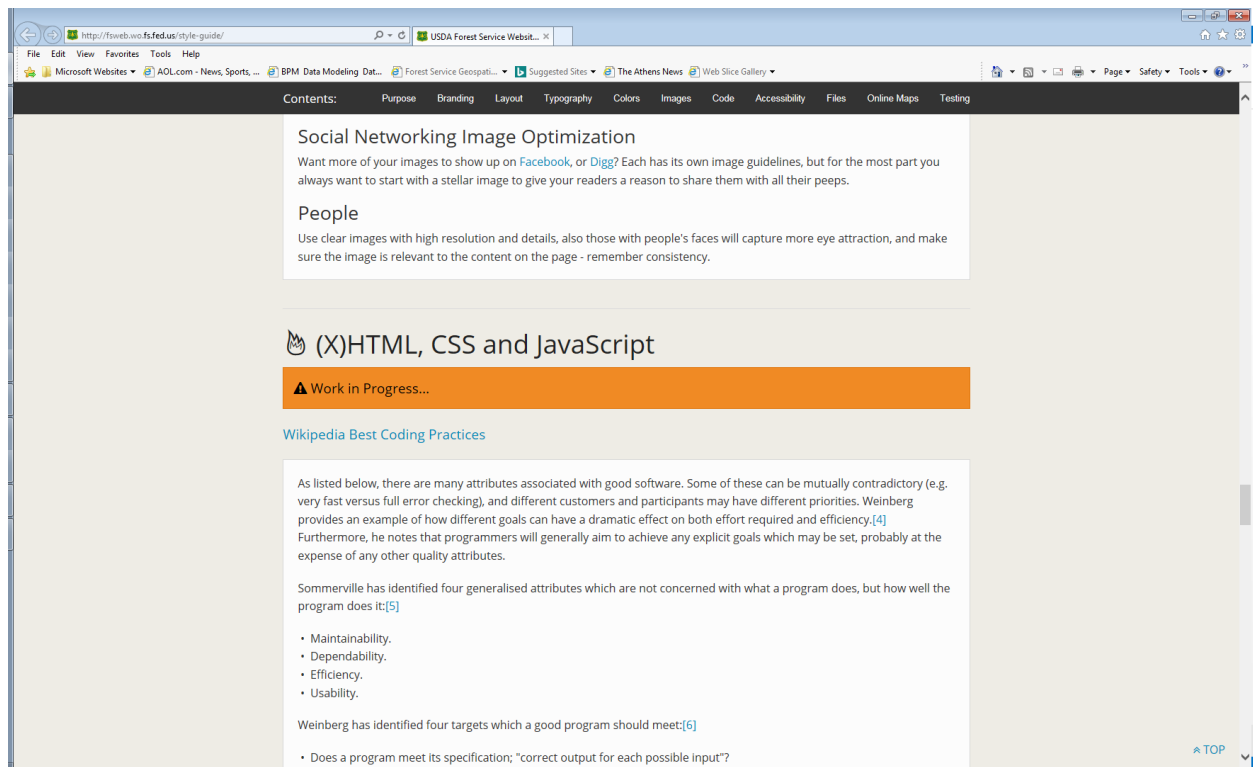 http://fsweb.wo.fs.fed.us/style-guide/
USDA Forest Service Websit...
File Edit View Favorites Tools Help
Microsoft Websites AOL.com - News, Sports, ... BPM Data Modeling Dat... Forest Service Geospati... Suggested Sites The Athens News Web Slice Gallery Page Safety Tools
Contents: Purpose Branding Layout Typography Colors Images Code Accessibility Files Online Maps Testing
Social Networking Image Optimization
Want more of your images to show up on Facebook, or Digg? Each has its own image guidelines, but for the most part you
always want to start with a stellar image to give your readers a reason to share them with all their peeps.
People
Use clear images with high resolution and details, also those with people's faces will capture more eye attraction, and make
sure the image is relevant to the content on the page - remember consistency.
(X)HTML, CSS and JavaScript
Work in Progress...
Wikipedia Best Coding Practices
As listed below, there are many attributes associated with good software. Some of these can be mutually contradictory (e.g.
very fast versus full error checking), and different customers and participants may have different priorities. Weinberg
provides an example of how different goals can have a dramatic effect on both effort required and efficiency.[4]
Furthermore, he notes that programmers will generally aim to achieve any explicit goals which may be set, probably at the
expense of any other quality attributes.
Sommerville has identified four generalised attributes which are not concerned with what a program does, but how well the
program does it:[5]
• Maintainability.
• Dependability.
• Efficiency.
• Usability.
Weinberg has identified four targets which a good program should meet:[6]
• Does a program meet its specification; "correct output for each possible input"?
TOP